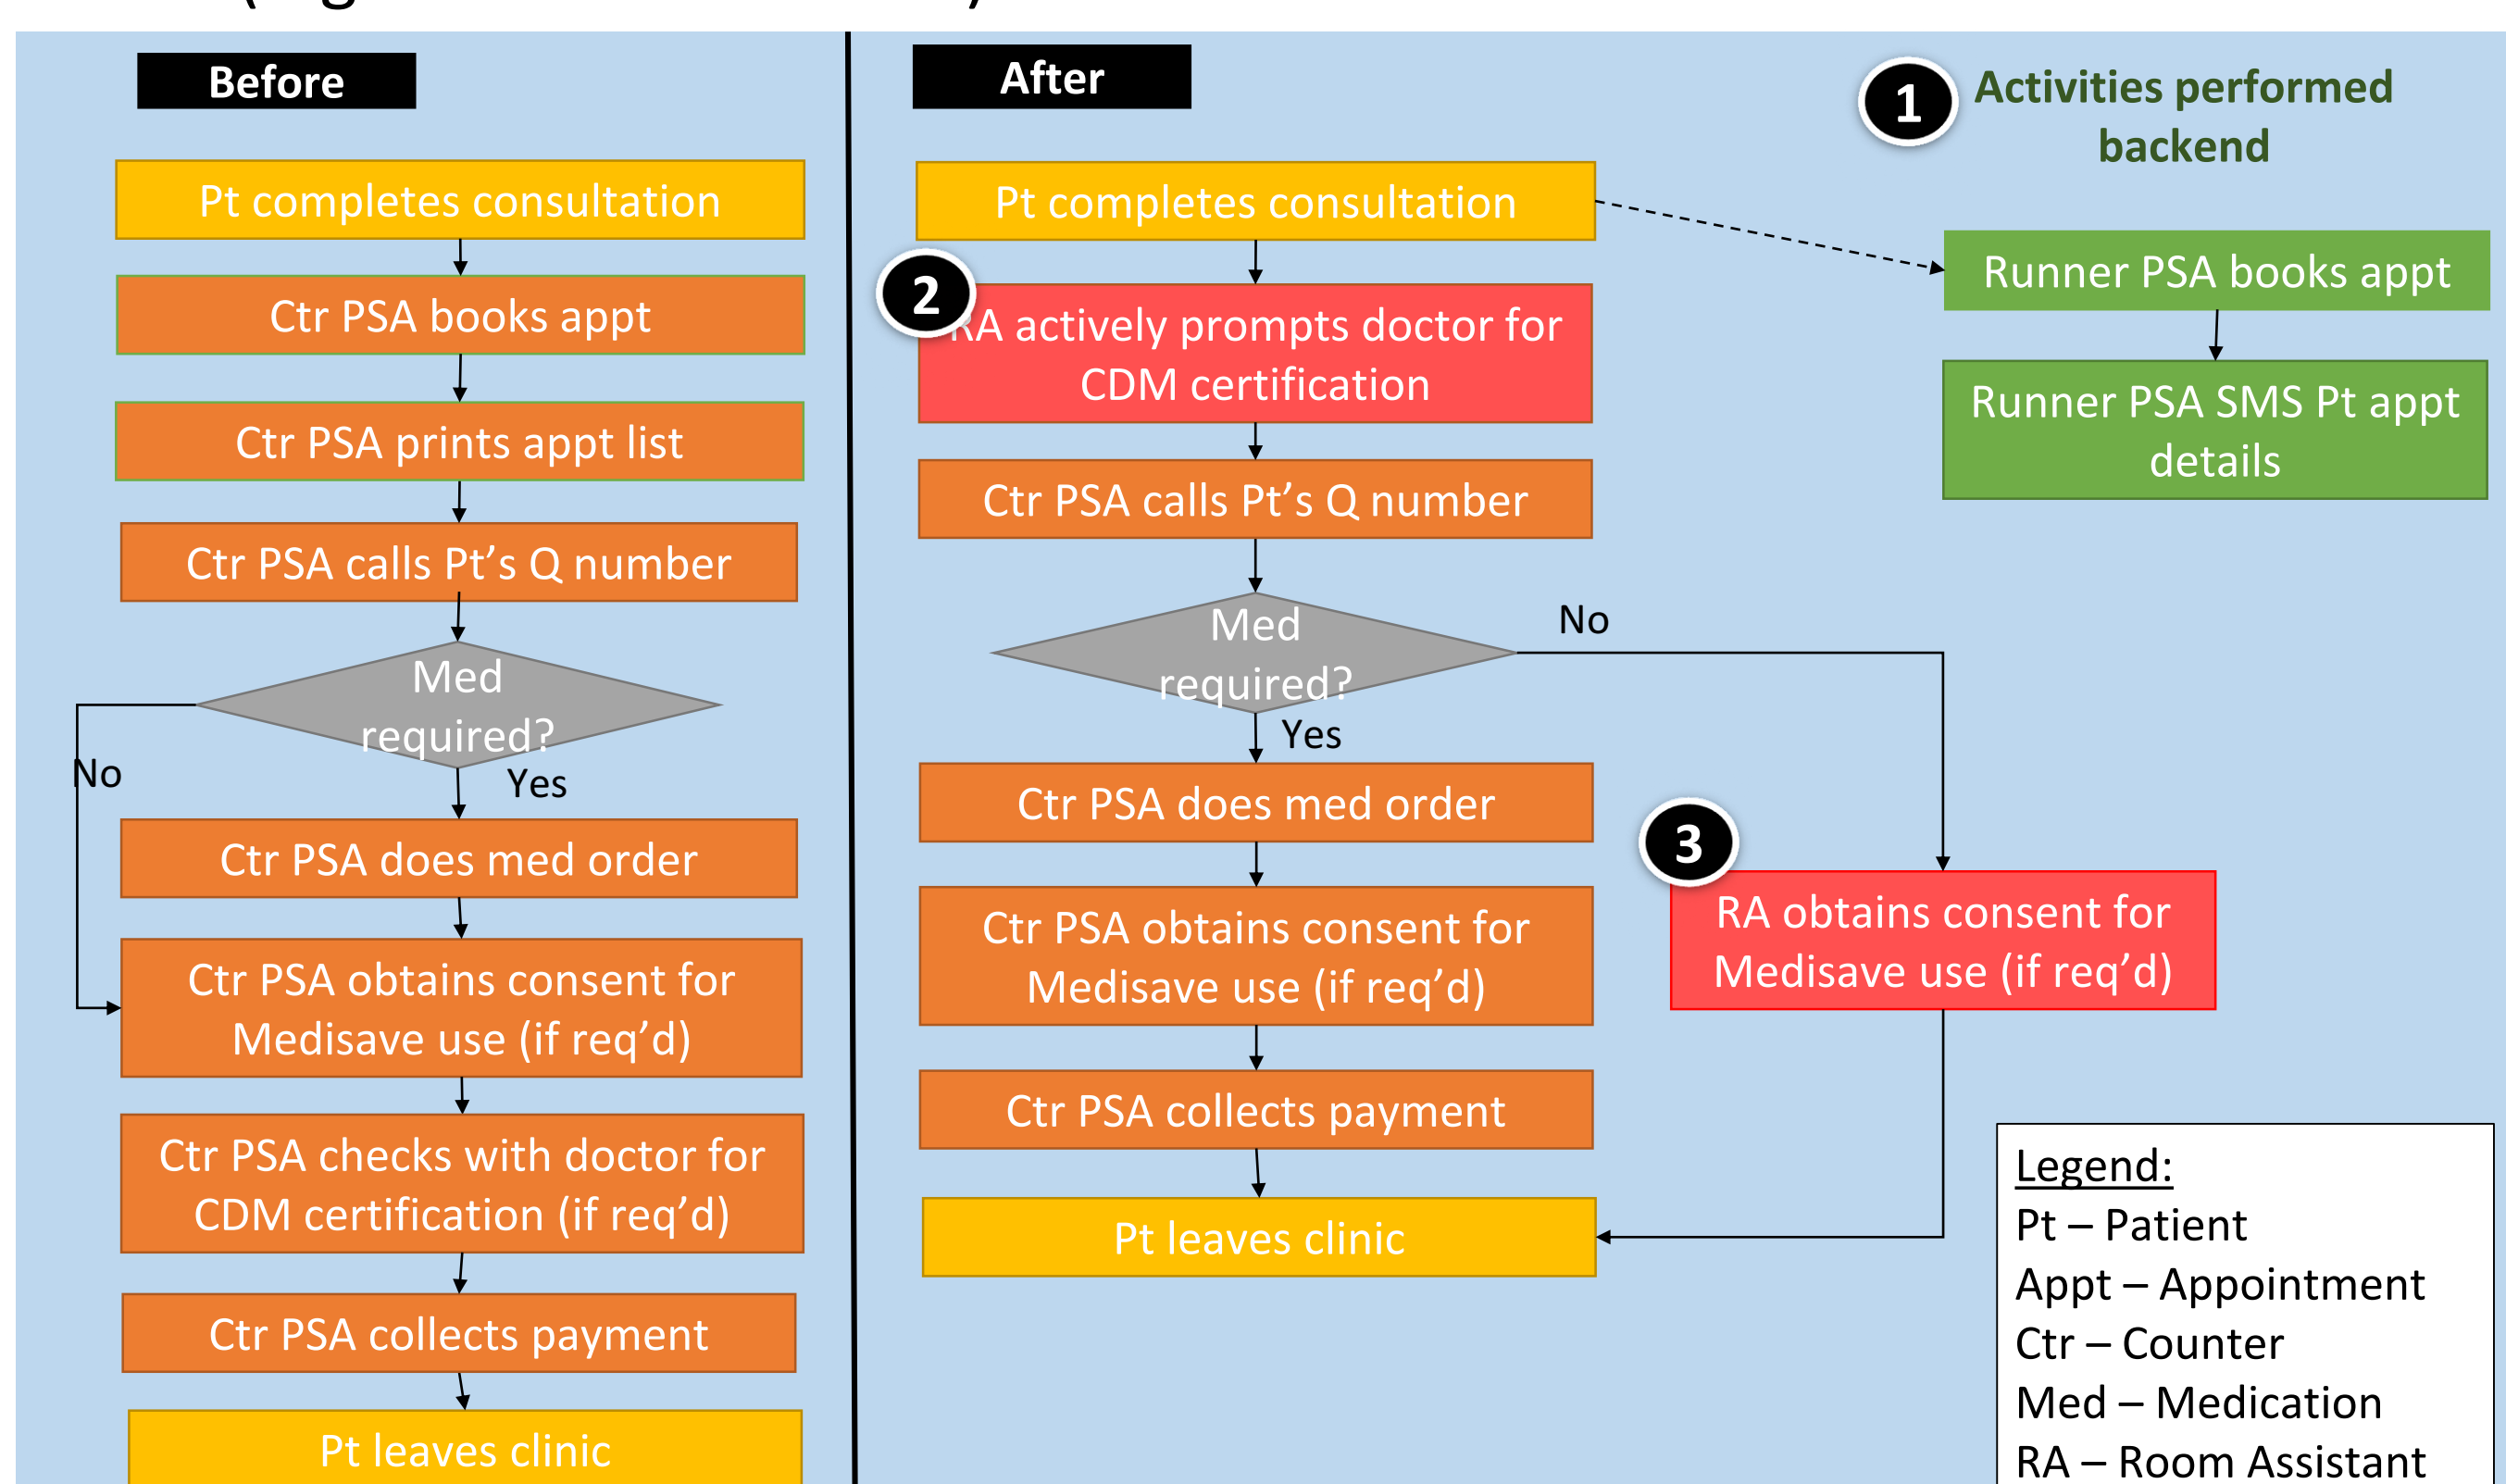 Before
Pt completes consultation
Ctr PSA books appt
Ctr PSA prints appt list
Ctr PSA calls Pt’s Q number
Med
required?
No
Yes
Ctr PSA does med order
Ctr PSA obtains consent for
Medisave use (if req’d)
Ctr PSA checks with doctor for
CDM certification (if req’d)
Ctr PSA collects payment
Pt leaves clinic
After
Pt completes consultation
2
RA actively prompts doctor for
CDM certification
Ctr PSA calls Pt’s Q number
Med
required?
No
Yes
Ctr PSA does med order
Ctr PSA obtains consent for
Medisave use (if req’d)
Ctr PSA collects payment
Pt leaves clinic
3
RA obtains consent for
Medisave use (if req’d)
1
Activities performed
backend
Runner PSA books appt
Runner PSA SMS Pt appt
details
Legend:
Pt – Patient
Appt – Appointment
Ctr – Counter
Med – Medication
RA – Room Assistant